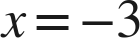 x = −3